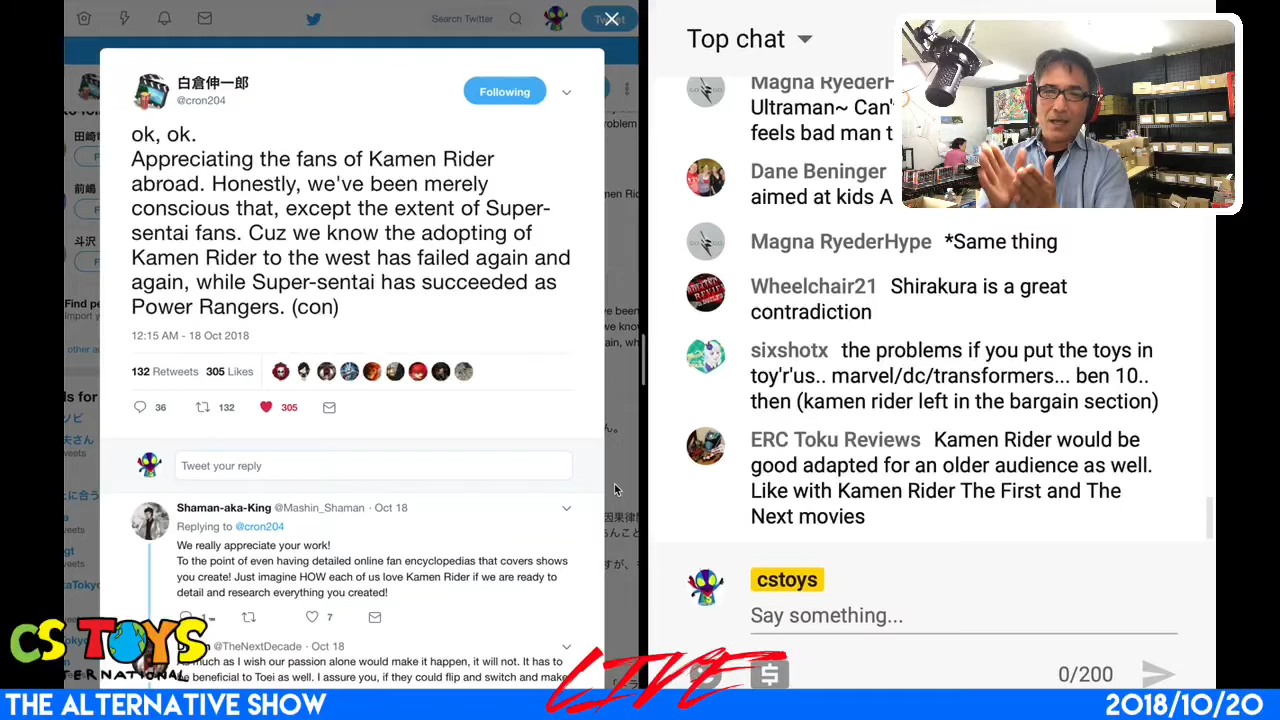 Search Twitter
Tweet
白倉伸一郎
@cron204
Following
ok, ok.
Appreciating the fans of Kamen Rider
abroad. Honestly, we've been merely
conscious that, except the extent of Super-
sentai fans. Cuz we know the adopting of
Kamen Rider to the west has failed again and
again, while Super-sentai has succeeded as
Power Rangers. (con)
12:15 AM - 18 Oct 2018
132 Retweets 305 Likes
36 132 305
Tweet your reply
Shaman-aka-King @Mashin_Shaman · Oct 18
Replying to @cron204
We really appreciate your work!
To the point of even having detailed online fan encyclopedias that covers shows
you create! Just imagine HOW each of us love Kamen Rider if we are ready to
detail and research everything you created!
7
@TheNextDecade · Oct 18
much as I wish our passion alone would make it happen, it will not. It has to
beneficial to Toei as well. I assure you, if they could flip and switch and make
田崎
前嶋
斗沢
Find
Import
other
Top chat
Magna RyederH
Ultraman~ Can'
feels bad man t
Dane Beninger
aimed at kids A
Magna RyederHype *Same thing
Wheelchair21 Shirakura is a great
contradiction
sixshotx the problems if you put the toys in
toy'r'us.. marvel/dc/transformers... ben 10..
then (kamen rider left in the bargain section)
ERC Toku Reviews Kamen Rider would be
good adapted for an older audience as well.
Like with Kamen Rider The First and The
Next movies
cstoys
Say something...
0/200
CS TOYS
INTERNATIONAL
LIVE
THE ALTERNATIVE SHOW
2018/10/20